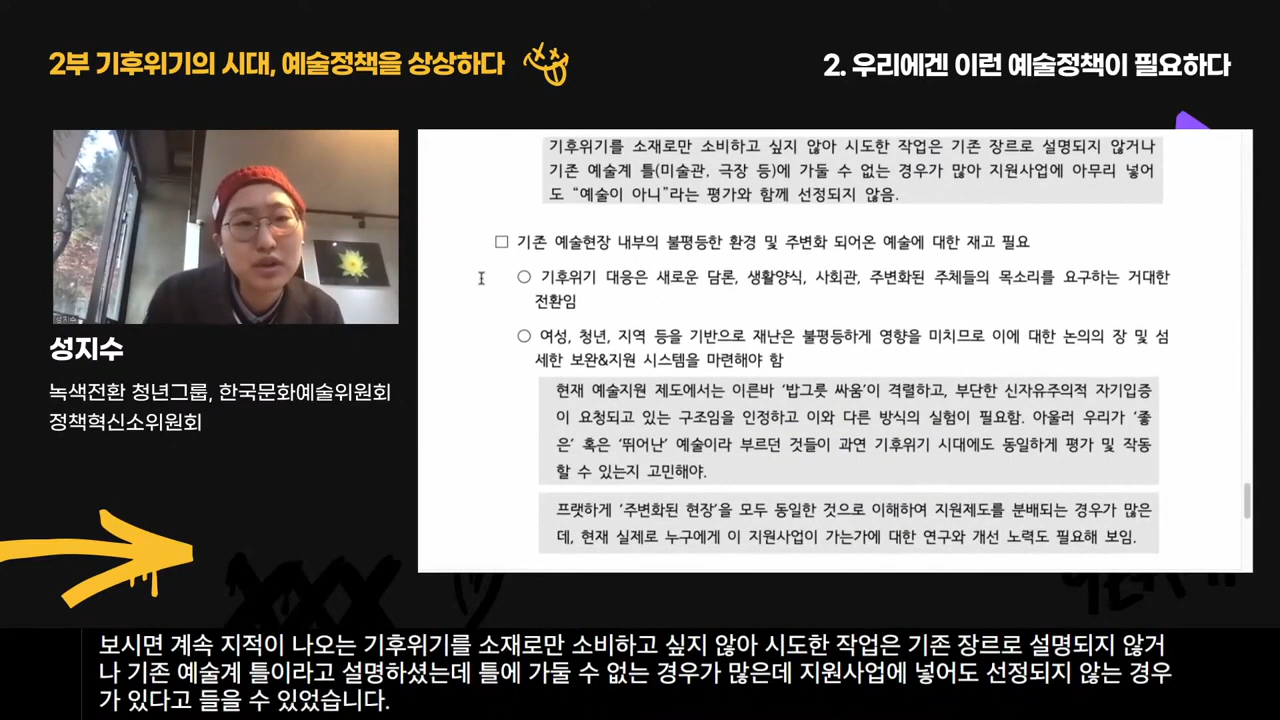 2부 기후위기의 시대, 예술정책을 상상하다
2. 우리에겐 이런 예술정책이 필요하다
성지수
성지수
녹색전환 청년그룹, 한국문화예술위원회
정책혁신소위원회
기후위기를 소재로만 소비하고 싶지 않아 시도한 작업은 기존 장르로 설명되지 않거나
기존 예술계 틀(미술관, 극장 등)에 가둘 수 없는 경우가 많아 지원사업에 아무리 넣어
도 “예술이 아니”라는 평가와 함께 선정되지 않음.
□ 기존 예술현장 내부의 불평등한 환경 및 주변화 되어온 예술에 대한 재고 필요
○ 기후위기 대응은 새로운 담론, 생활양식, 사회관, 주변화된 주체들의 목소리를 요구하는 거대한
전환임
○ 여성, 청년, 지역 등을 기반으로 재난은 불평등하게 영향을 미치므로 이에 대한 논의의 장 및 섬
세한 보완&지원 시스템을 마련해야 함
현재 예술지원 제도에서는 이른바 ‘밥그릇 싸움’이 격렬하고, 부단한 신자유주의적 자기입증
이 요청되고 있는 구조임을 인정하고 이와 다른 방식의 실험이 필요함. 아울러 우리가 ‘좋
은’ 혹은 ‘뛰어난’ 예술이라 부르던 것들이 과연 기후위기 시대에도 동일하게 평가 및 작동
할 수 있는지 고민해야.
프랫하게 ‘주변화된 현장’을 모두 동일한 것으로 이해하여 지원제도를 분배되는 경우가 많은
데, 현재 실제로 누구에게 이 지원사업이 가는가에 대한 연구와 개선 노력도 필요해 보임.
XXX
보시면 계속 지적이 나오는 기후위기를 소재로만 소비하고 싶지 않아 시도한 작업은 기존 장르로 설명되지 않거
나 기존 예술계 틀이라고 설명하셨는데 틀에 가둘 수 없는 경우가 많은데 지원사업에 넣어도 선정되지 않는 경우
가 있다고 들을 수 있었습니다.